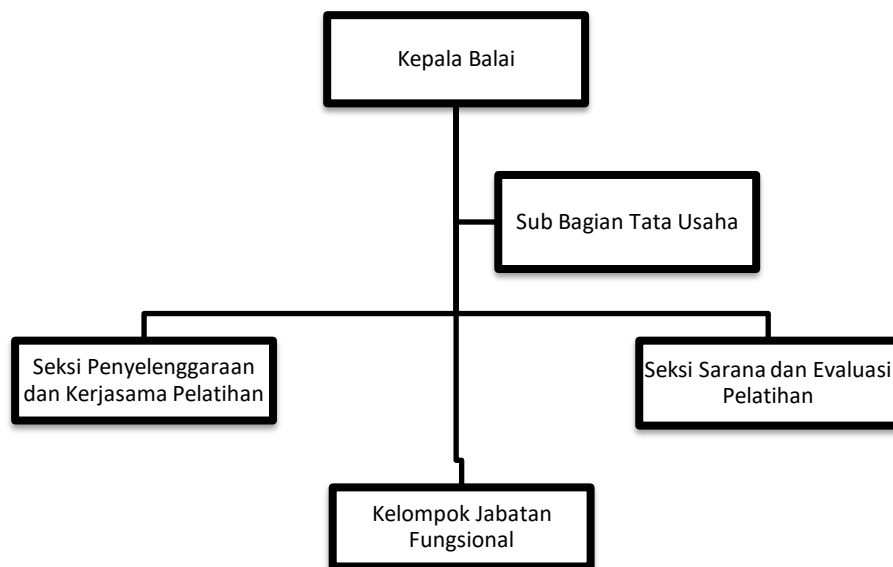 Kepala Balai
Sub Bagian Tata Usaha
Seksi Penyelenggaraan
dan Kerjasama Pelatihan
Seksi Sarana dan Evaluasi
Pelatihan
Kelompok Jabatan
Fungsional